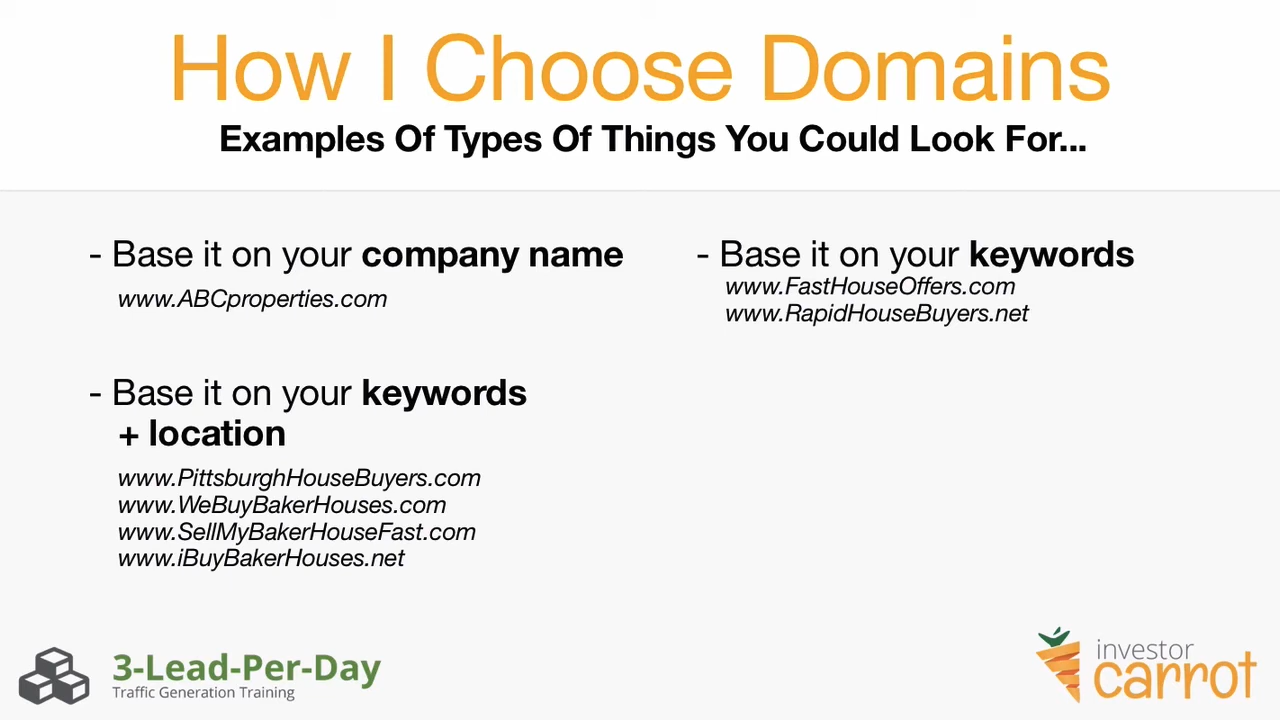 How I Choose Domains
Examples Of Types Of Things You Could Look For...
- Base it on your company name
www.ABCproperties.com
- Base it on your keywords
+ location
www.PittsburghHouseBuyers.com
www.WeBuyBakerHouses.com
www.SellMyBakerHouseFast.com
www.iBuyBakerHouses.net
- Base it on your keywords
www.FastHouseOffers.com
www.RapidHouseBuyers.net
3-Lead-Per-Day
Traffic Generation Training
investor
carrot